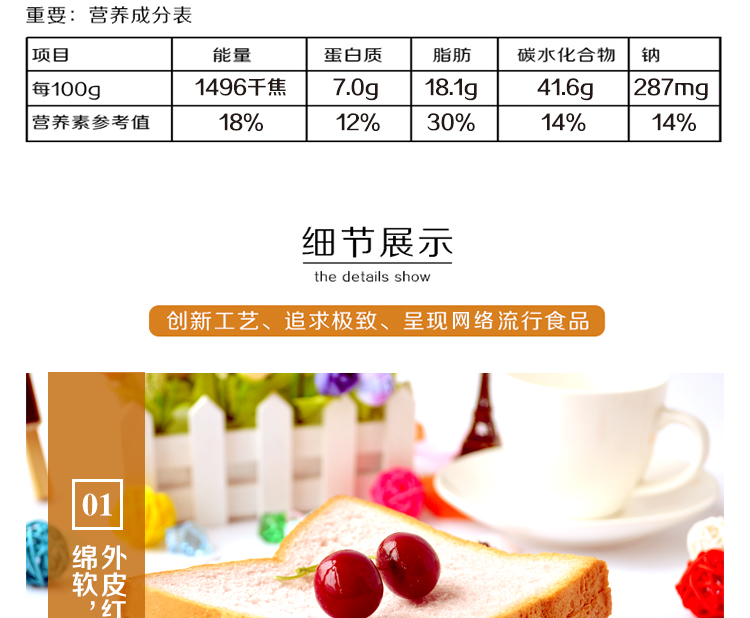 重要：营养成分表
项目 能量 蛋白质 脂肪 碳水化合物 钠
每100g 1496千焦 7.0g 18.1g 41.6g 287mg
营养素参考值 18% 12% 30% 14% 14%
细节展示
the details show
创新工艺、追求极致、呈现网络流行食品
01
外皮红
绵软，